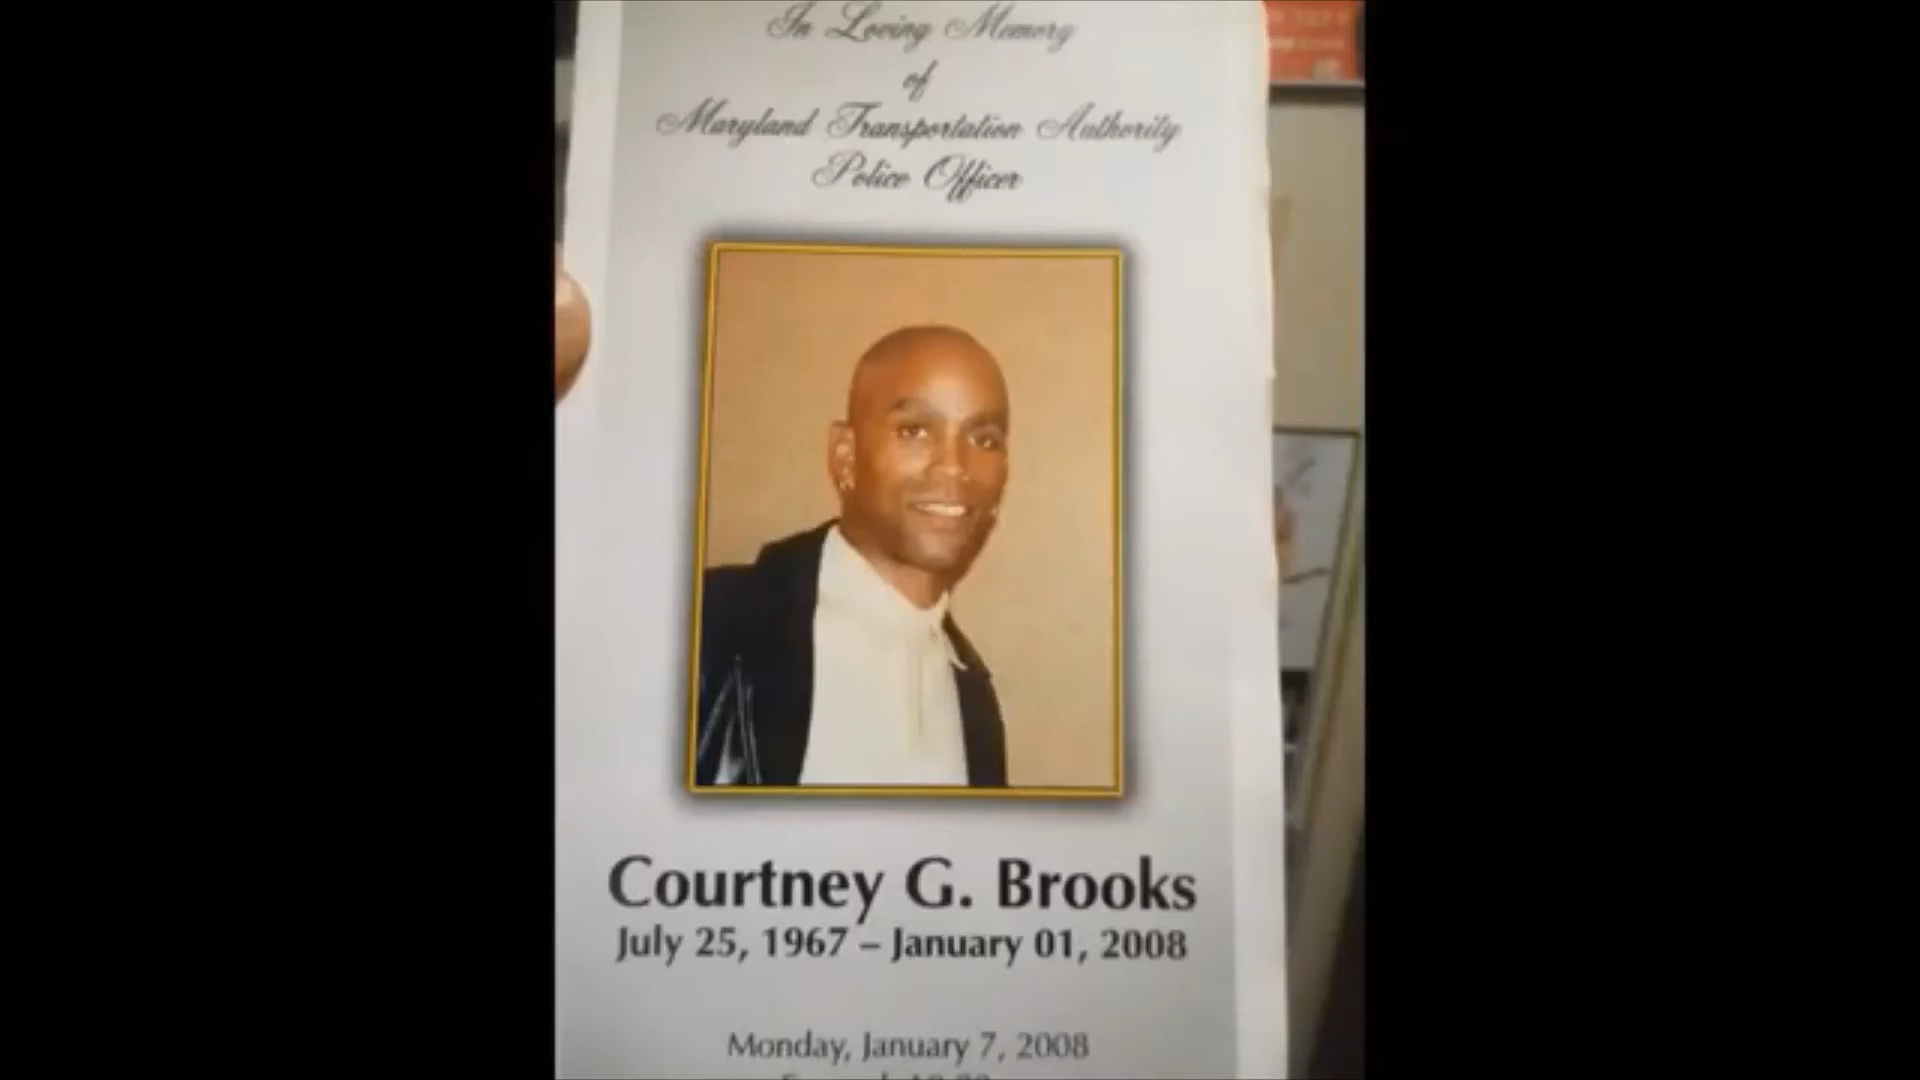 In Loving Memory
of
Maryland Transportation Authority
Police Officer
Courtney G. Brooks
July 25, 1967 – January 01, 2008
Monday, January 7, 2008